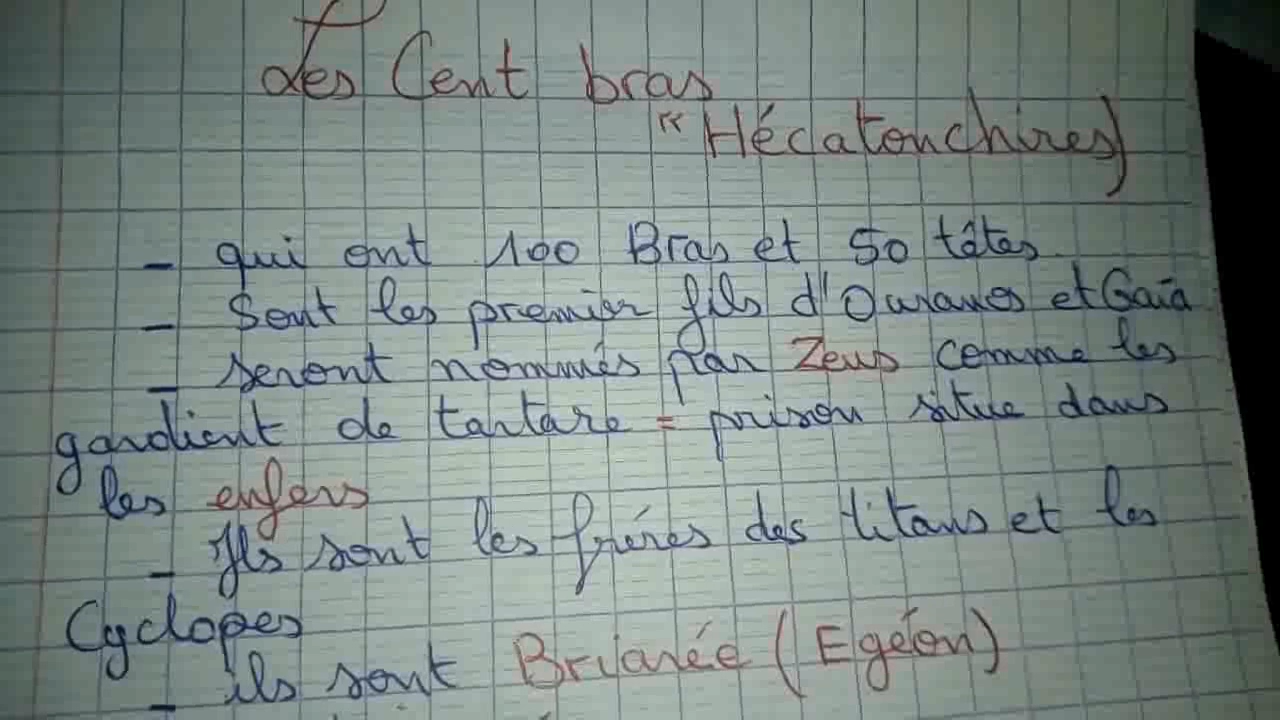 des Cent bras
"Hécatonchires)
- qui ont 100 Bras et 50 têtes.
- Sont les premier fils d'Ouranos et Gaïa
- seront nommés par Zeus comme les
gardient de tartare = prison situe dans
les enfers
- Ils sont les fréres des titans et les
Cyclopes
- ils sont Briarée (Egéon)